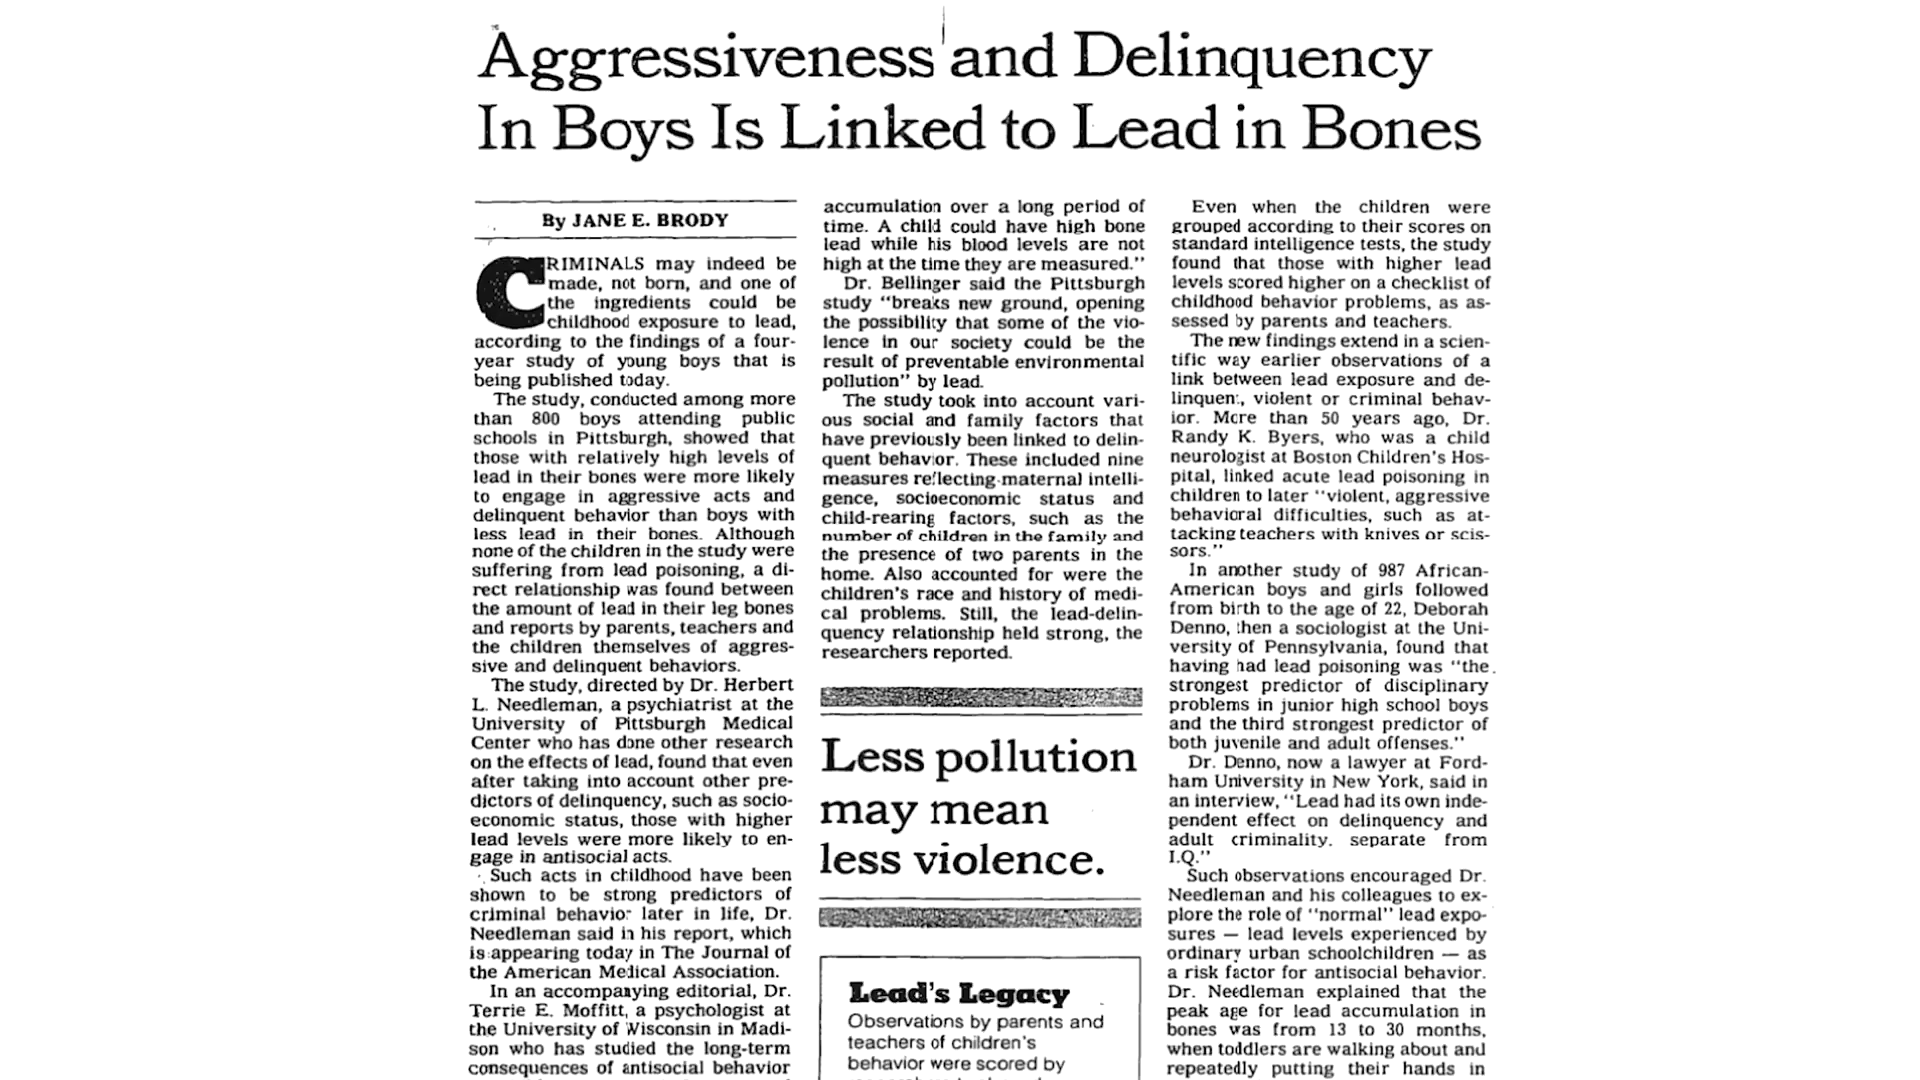 Aggressiveness and Delinquency
In Boys Is Linked to Lead in Bones
By JANE E. BRODY
CRIMINALS may indeed be
made, not born, and one of
the ingredients could be
childhood exposure to lead,
according to the findings of a four-
year study of young boys that is
being published today.
The study, conducted among more
than 800 boys attending public
schools in Pittsburgh, showed that
those with relatively high levels of
lead in their bones were more likely
to engage in aggressive acts and
delinquent behavior than boys with
less lead in their bones. Although
none of the children in the study were
suffering from lead poisoning, a di-
rect relationship was found between
the amount of lead in their leg bones
and reports by parents, teachers and
the children themselves of aggres-
sive and delinquent behaviors.
The study, directed by Dr. Herbert
L. Needleman, a psychiatrist at the
University of Pittsburgh Medical
Center who has done other research
on the effects of lead, found that even
after taking into account other pre-
dictors of delinquency, such as socio-
economic status, those with higher
lead levels were more likely to en-
gage in antisocial acts.
Such acts in childhood have been
shown to be strong predictors of
criminal behavior later in life, Dr.
Needleman said in his report, which
is appearing today in The Journal of
the American Medical Association.
In an accompanying editorial, Dr.
Terrie E. Moffitt, a psychologist at
the University of Wisconsin in Madi-
son who has studied the long-term
consequences of antisocial behavior
accumulation over a long period of
time. A child could have high bone
lead while his blood levels are not
high at the time they are measured."
Dr. Bellinger said the Pittsburgh
study "breaks new ground, opening
the possibility that some of the vio-
lence in our society could be the
result of preventable environmental
pollution" by lead.
The study took into account vari-
ous social and family factors that
have previously been linked to delin-
quent behavior. These included nine
measures reflecting maternal intelli-
gence, socioeconomic status and
child-rearing factors, such as the
number of children in the family and
the presence of two parents in the
home. Also accounted for were the
children's race and history of medi-
cal problems. Still, the lead-delin-
quency relationship held strong, the
researchers reported.
Less pollution
may mean
less violence.
Lead's Legacy
Observations by parents and
teachers of children's
behavior were scored by
Even when the children were
grouped according to their scores on
standard intelligence tests, the study
found that those with higher lead
levels scored higher on a checklist of
childhood behavior problems, as as-
sessed by parents and teachers.
The new findings extend in a scien-
tific way earlier observations of a
link between lead exposure and de-
linquent, violent or criminal behav-
ior. More than 50 years ago, Dr.
Randy K. Byers, who was a child
neurologist at Boston Children's Hos-
pital, linked acute lead poisoning in
children to later "violent, aggressive
behavioral difficulties, such as at-
tacking teachers with knives or scis-
sors."
In another study of 987 African-
American boys and girls followed
from birth to the age of 22, Deborah
Denno, then a sociologist at the Uni-
versity of Pennsylvania, found that
having had lead poisoning was "the
strongest predictor of disciplinary
problems in junior high school boys
and the third strongest predictor of
both juvenile and adult offenses."
Dr. Denno, now a lawyer at Ford-
ham University in New York, said in
an interview, "Lead had its own inde-
pendent effect on delinquency and
adult criminality, separate from
I.Q."
Such observations encouraged Dr.
Needleman and his colleagues to ex-
plore the role of "normal" lead expo-
sures — lead levels experienced by
ordinary urban schoolchildren — as
a risk factor for antisocial behavior.
Dr. Needleman explained that the
peak age for lead accumulation in
bones was from 13 to 30 months,
when toddlers are walking about and
repeatedly putting their hands in